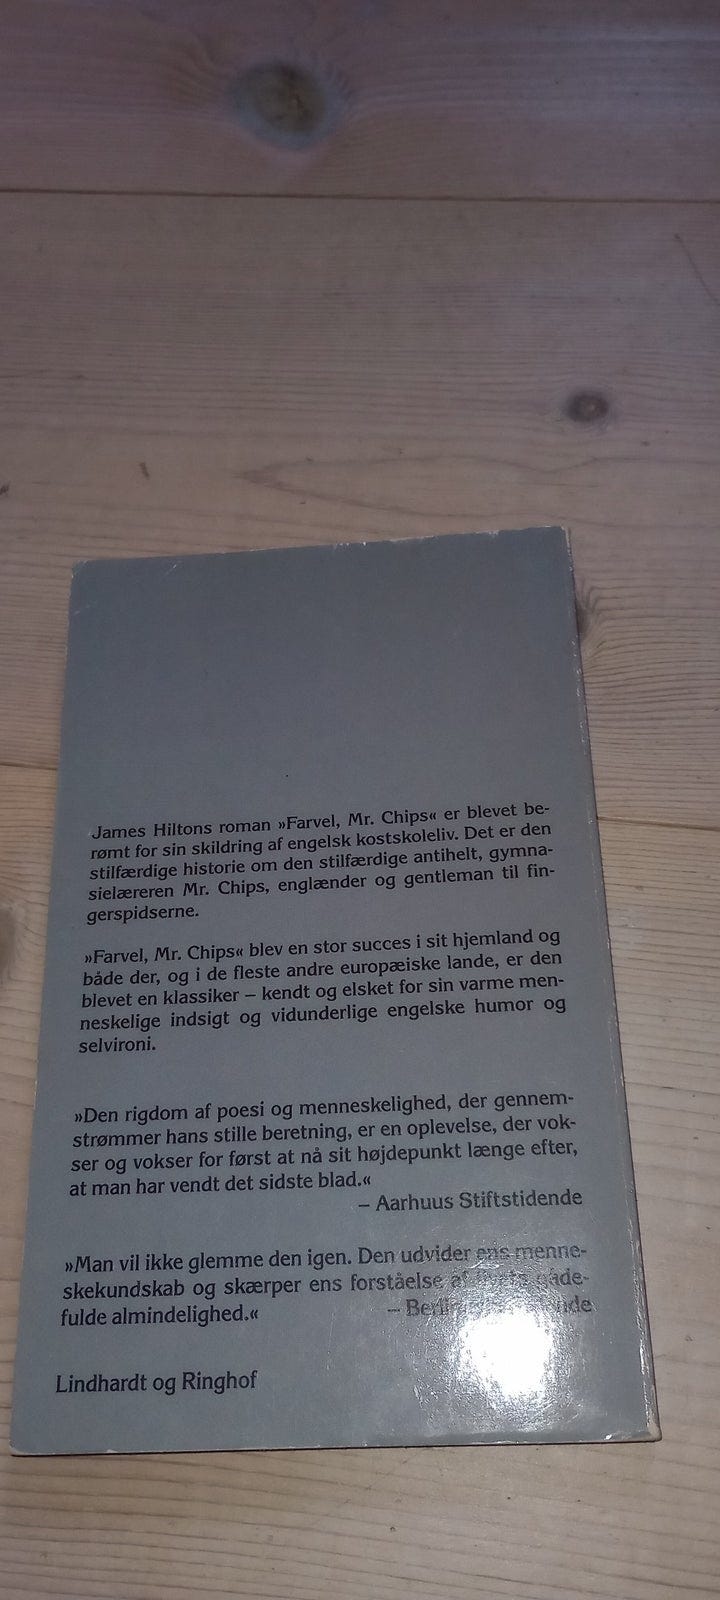 James Hiltons roman »Farvel, Mr. Chips« er blevet be-
rømt for sin skildring af engelsk kostskoleliv. Det er den
stilfærdige historie om den stilfærdige antihelt, gymna-
sielæreren Mr. Chips, englænder og gentleman til fin-
gerspidserne.
»Farvel, Mr. Chips« blev en stor succes i sit hjemland og
både der, og i de fleste andre europæiske lande, er den
blevet en klassiker – kendt og elsket for sin varme men-
neskelige indsigt og vidunderlige engelske humor og
selvironi.
»Den rigdom af poesi og menneskelighed, der gennem-
strømmer hans stille beretning, er en oplevelse, der vok-
ser og vokser for først at nå sit højdepunkt længe efter,
at man har vendt det sidste blad.«
– Aarhuus Stiftstidende
»Man vil ikke glemme den igen. Den udvider ens menne-
skekundskab og skærper ens forståelse af livets gåde-
fulde almindelighed.«
–
Lindhardt og Ringhof